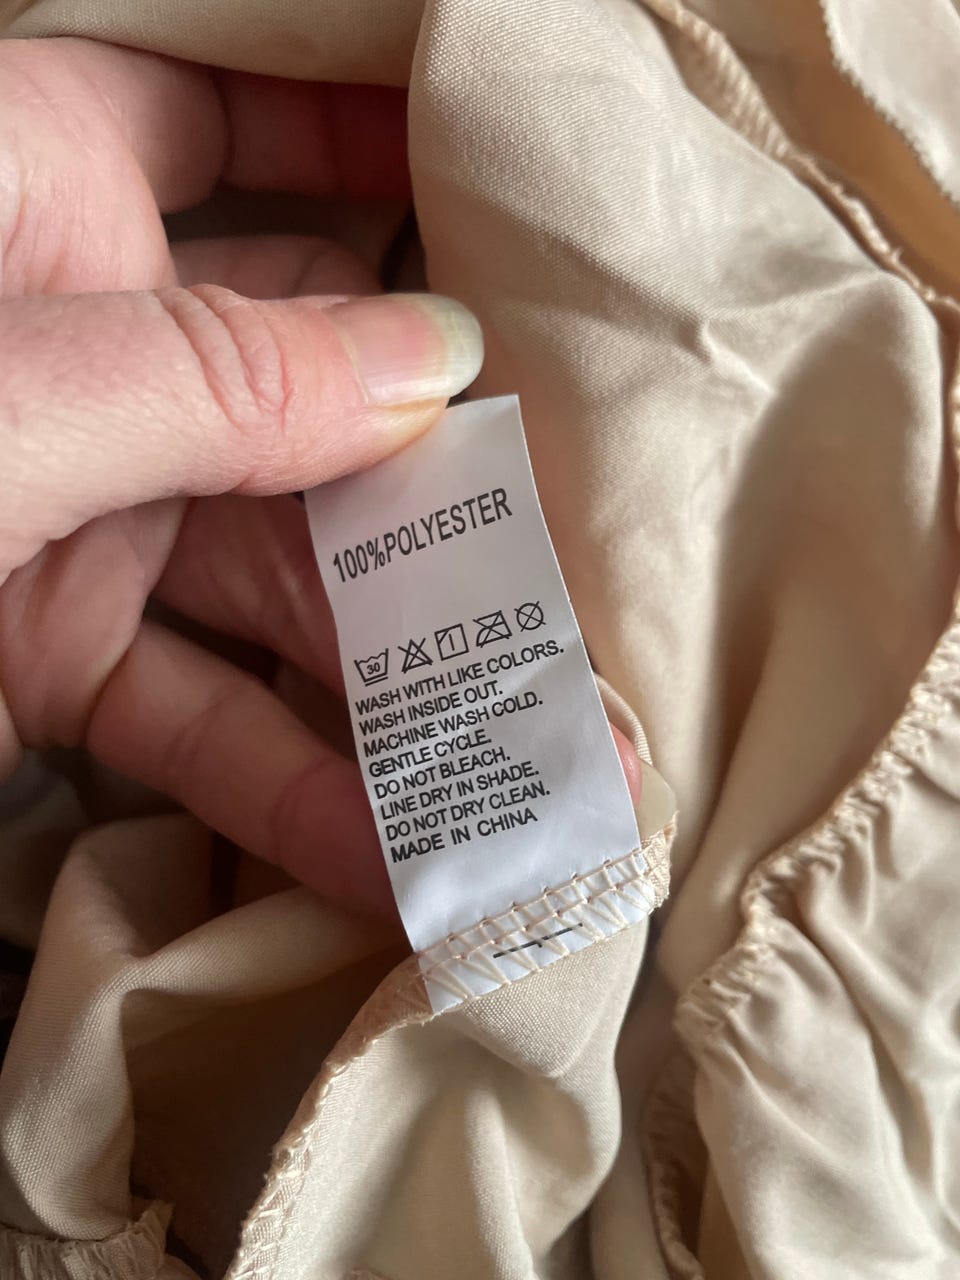 100%POLYESTER
30
WASH WITH LIKE COLORS.
WASH INSIDE OUT.
MACHINE WASH COLD.
GENTLE CYCLE.
DO NOT BLEACH.
LINE DRY IN SHADE.
DO NOT DRY CLEAN.
MADE IN CHINA